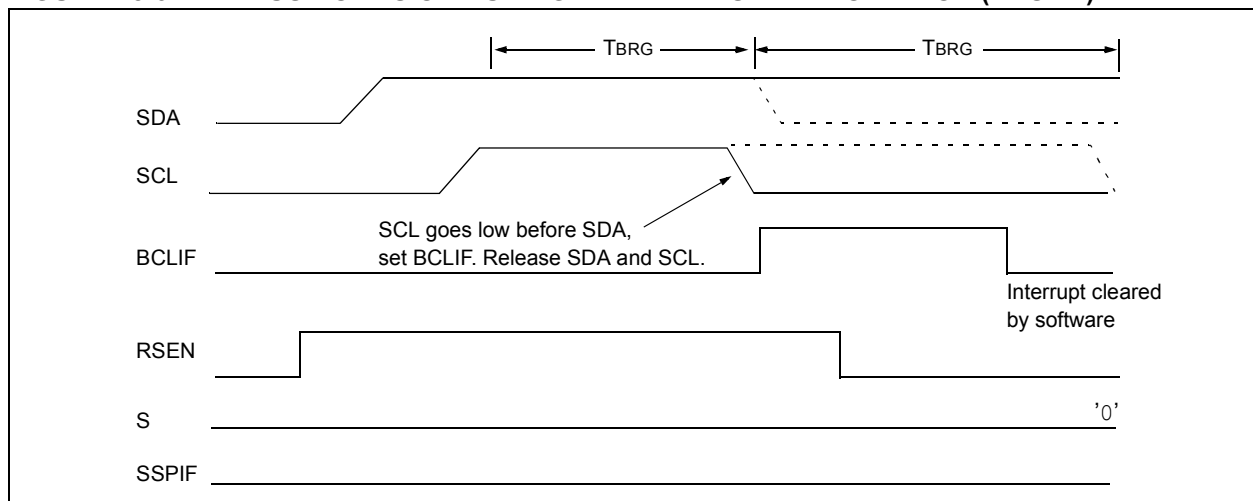 TBRG
TBRG
SDA
SCL
SCL goes low before SDA,
set BCLIF. Release SDA and SCL.
BCLIF
Interrupt cleared
by software
RSEN
S
'0'
SSPIF